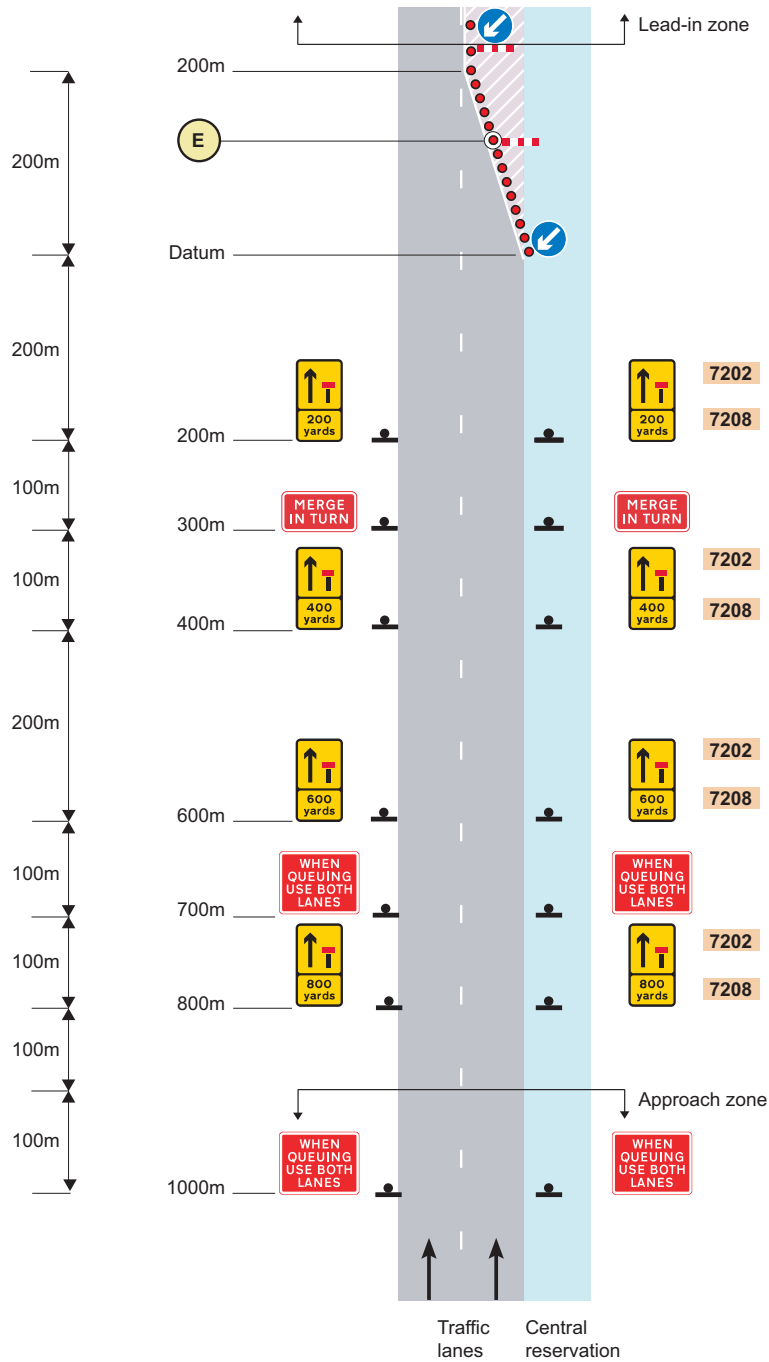 Lead-in zone
200m
E
200m
Datum
200m
200
yards
200
yards
7202
7208
200m
100m
MERGE
IN TURN
MERGE
IN TURN
300m
100m
400
yards
400
yards
7202
7208
400m
200m
600
yards
600
yards
7202
7208
600m
100m
WHEN
QUEUING
USE BOTH
LANES
WHEN
QUEUING
USE BOTH
LANES
700m
100m
800
yards
800
yards
7202
7208
800m
100m
Approach zone
100m
WHEN
QUEUING
USE BOTH
LANES
WHEN
QUEUING
USE BOTH
LANES
1000m
Traffic
lanes
Central
reservation